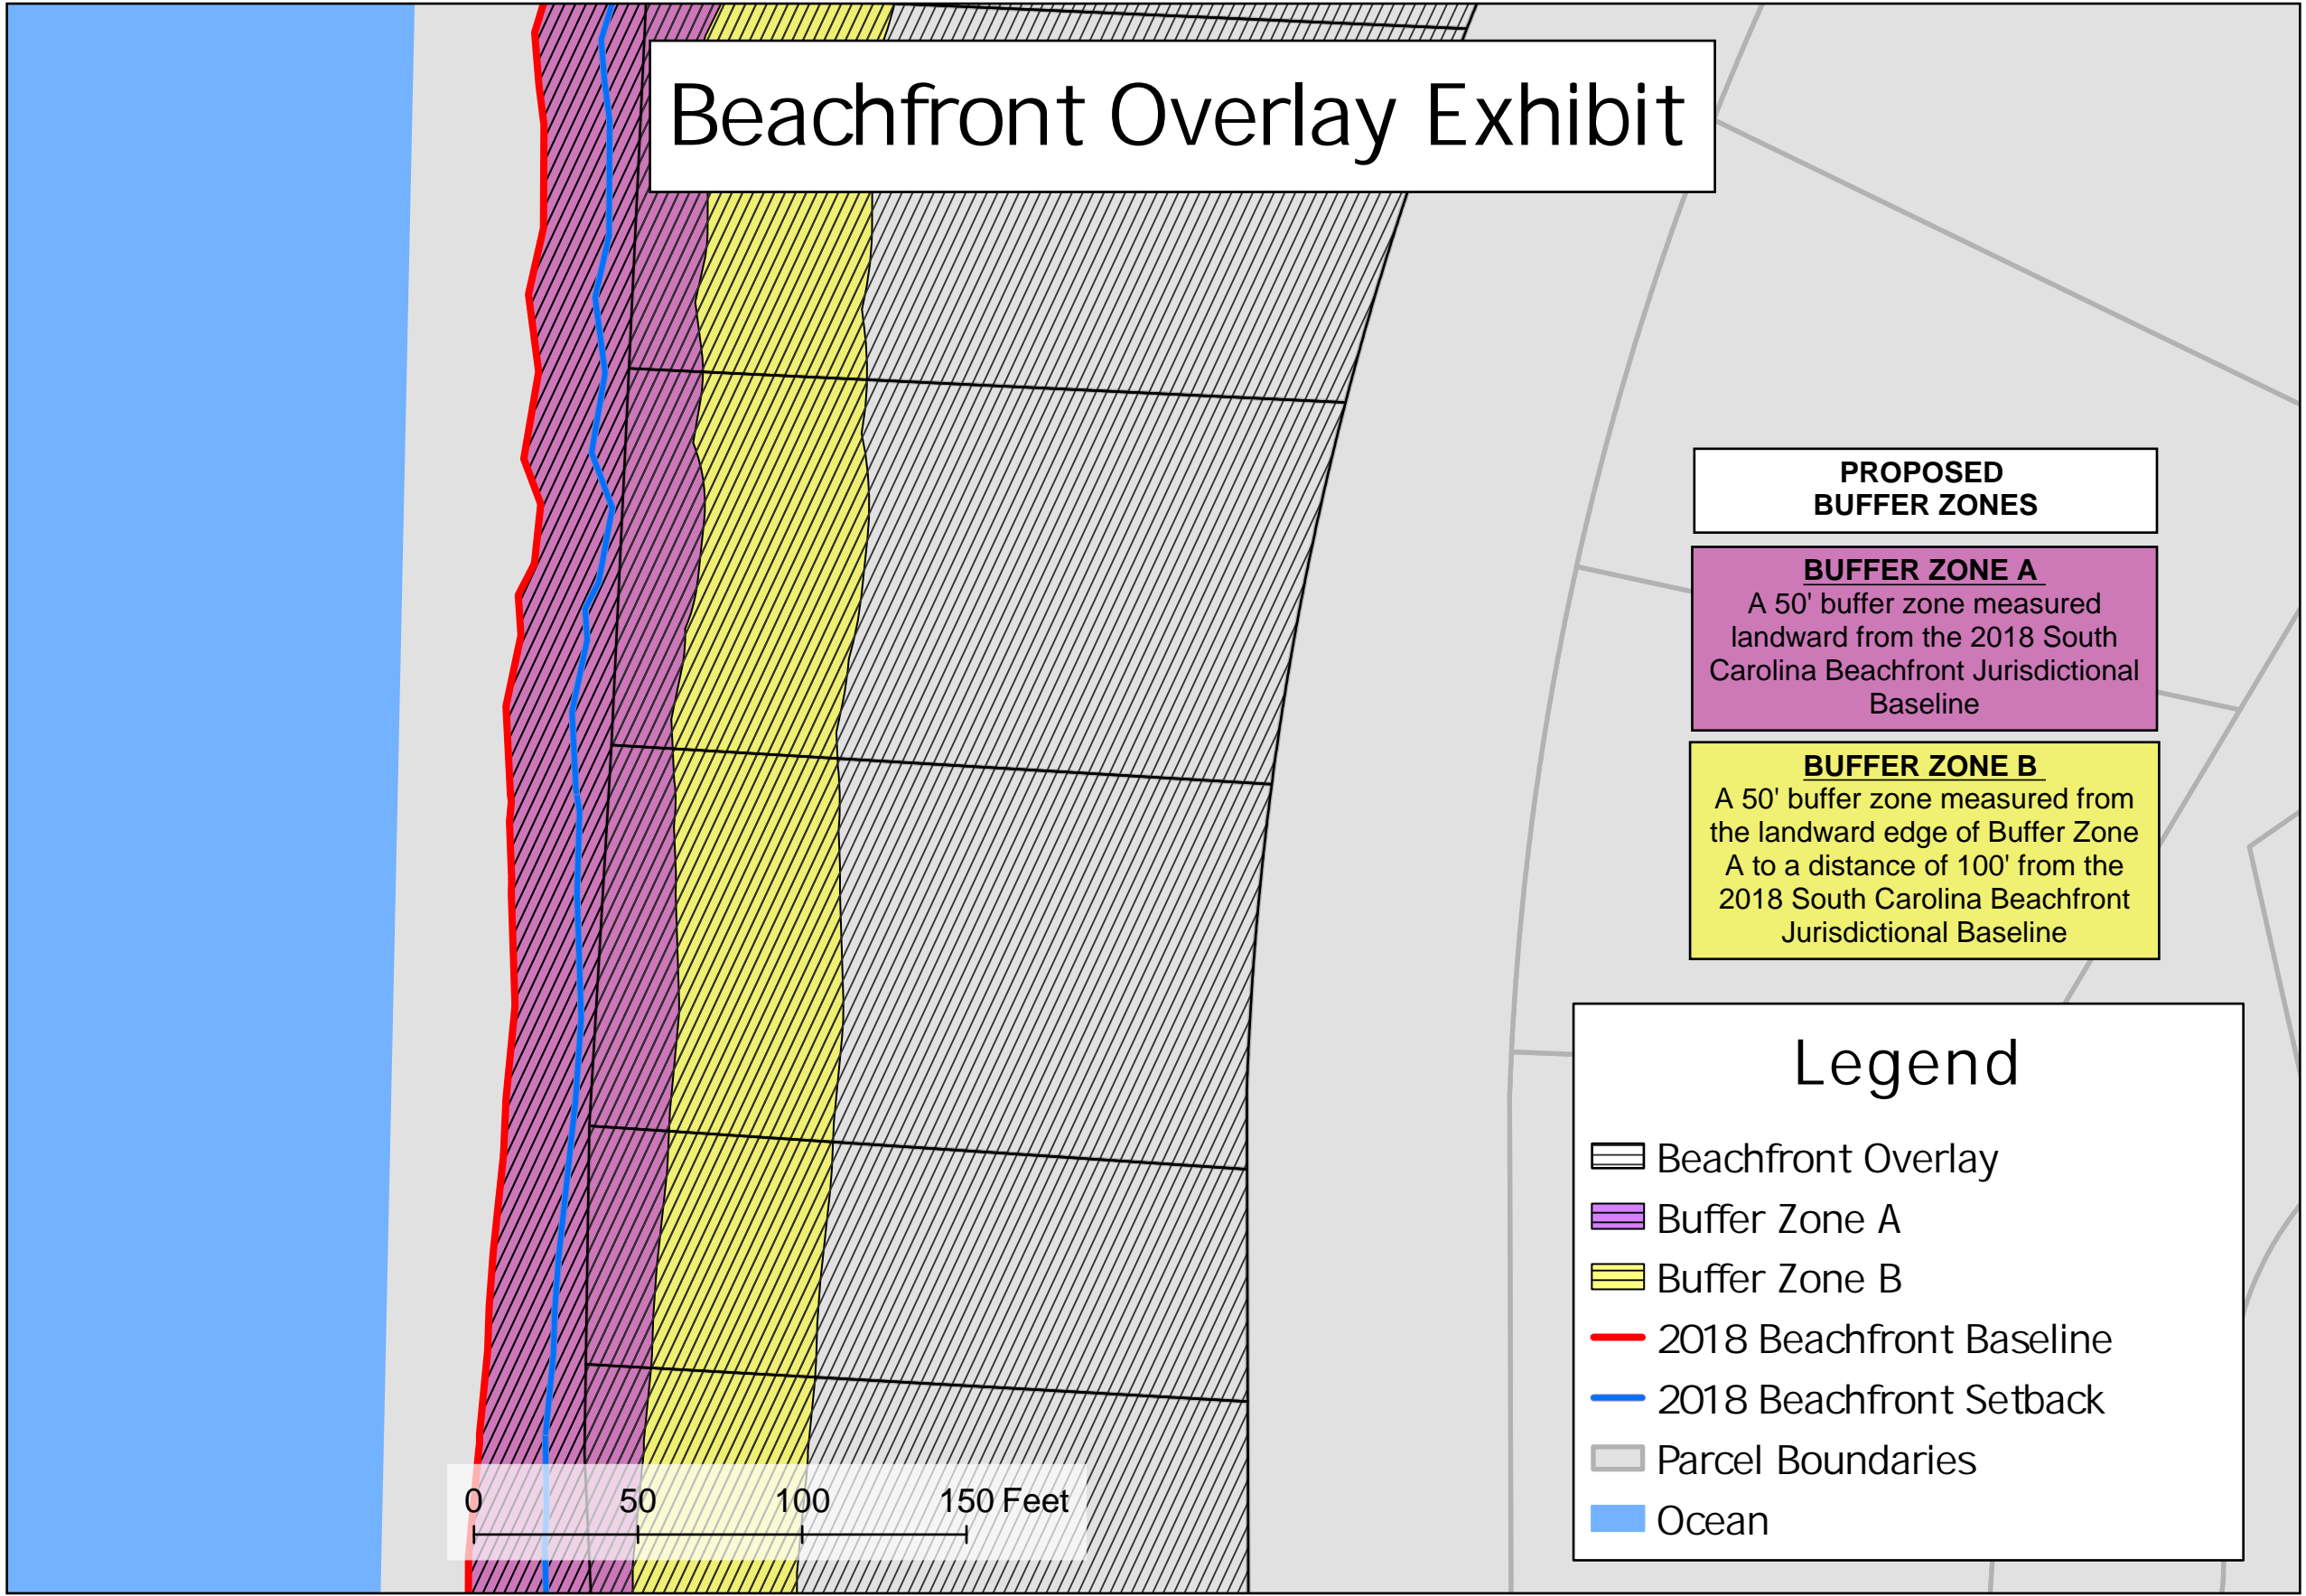 Beachfront Overlay Exhibit
PROPOSED
BUFFER ZONES
BUFFER ZONE A
A 50' buffer zone measured
landward from the 2018 South
Carolina Beachfront Jurisdictional
Baseline
BUFFER ZONE B
A 50' buffer zone measured from
the landward edge of Buffer Zone
A to a distance of 100' from the
2018 South Carolina Beachfront
Jurisdictional Baseline
Legend
Beachfront Overlay
Buffer Zone A
Buffer Zone B
2018 Beachfront Baseline
2018 Beachfront Setback
Parcel Boundaries
Ocean
0 50 100 150 Feet